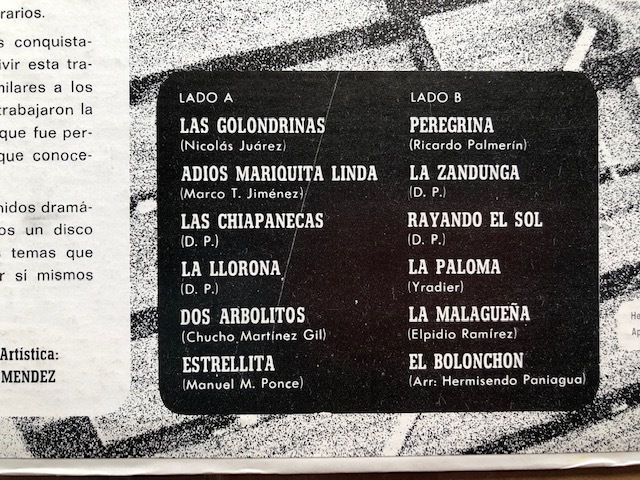 rarios.
s conquista-
vivir esta tra-
milares a los
trabajaron la
que fue per-
que conoce-
nidos dramá-
os un disco
s temas que
r sí mismos
Artística:
MENDEZ
LADO A
LAS GOLONDRINAS
(Nicolás Juárez)
ADIOS MARIQUITA LINDA
(Marco T. Jiménez)
LAS CHIAPANECAS
(D. P.)
LA LLORONA
(D. P.)
DOS ARBOLITOS
(Chucho Martínez Gil)
ESTRELLITA
(Manuel M. Ponce)
LADO B
PEREGRINA
(Ricardo Palmerín)
LA ZANDUNGA
(D. P.)
RAYANDO EL SOL
(D. P.)
LA PALOMA
(Yradier)
LA MALAGUEÑA
(Elpidio Ramírez)
EL BOLONCHON
(Arr: Hermisendo Paniagua)
He
Ap